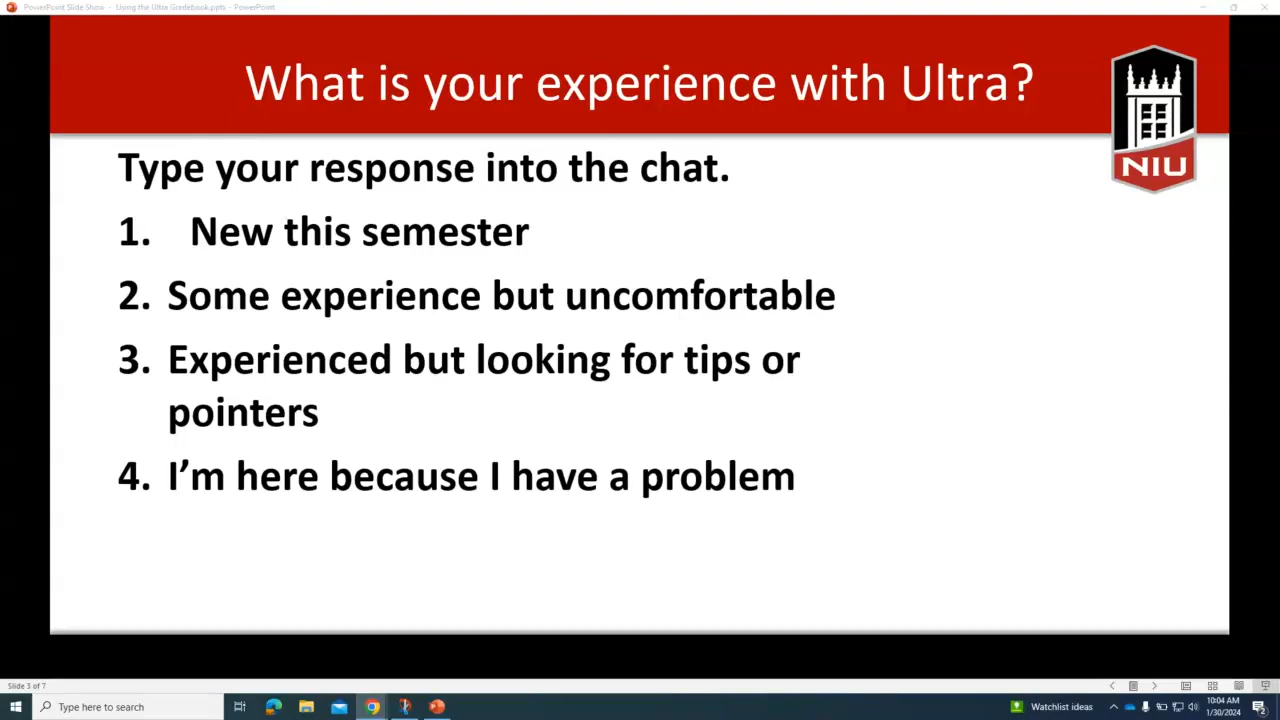 PowerPoint Slide Show - Using the Ultra Gredebook.ppts - PowerPoint
What is your experience with Ultra?
NIU
Type your response into the chat.
1. New this semester
2. Some experience but uncomfortable
3. Experienced but looking for tips or
pointers
4. I’m here because I have a problem
Slide 3 of 7
Type here to search
Watchlist ideas
10:04 AM
1/30/2024
2